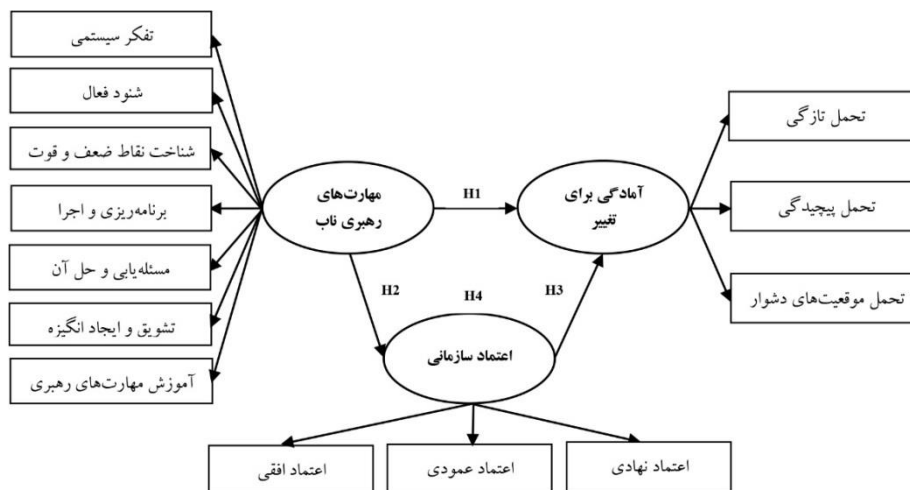 تفکر سیستمی
شنود فعال
شناخت نقاط ضعف و قوت
برنامه‌ریزی و اجرا
مسئله‌یابی و حل آن
تشویق و ایجاد انگیزه
آموزش مهارت‌های رهبری
مهارت‌های
رهبری ناب
H1
آمادگی برای
تغییر
H2
H4
H3
اعتماد سازمانی
تحمل تازگی
تحمل پیچیدگی
تحمل موقعیت‌های دشوار
اعتماد افقی
اعتماد عمودی
اعتماد نهادی